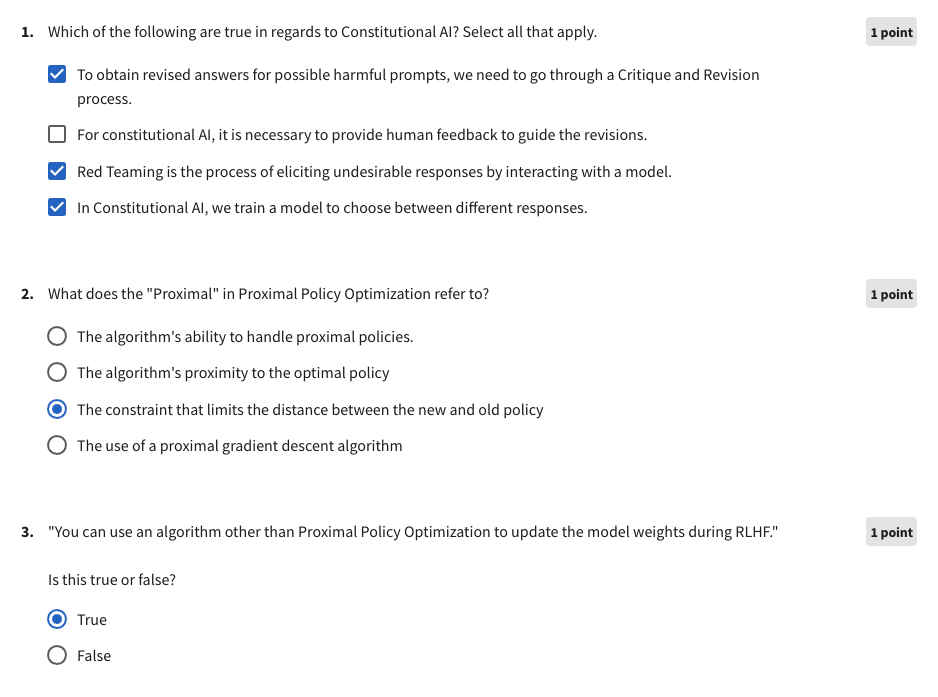 1. Which of the following are true in regards to Constitutional AI? Select all that apply. 1 point
To obtain revised answers for possible harmful prompts, we need to go through a Critique and Revision
process.
For constitutional AI, it is necessary to provide human feedback to guide the revisions.
Red Teaming is the process of eliciting undesirable responses by interacting with a model.
In Constitutional AI, we train a model to choose between different responses.
2. What does the "Proximal" in Proximal Policy Optimization refer to? 1 point
The algorithm's ability to handle proximal policies.
The algorithm's proximity to the optimal policy
The constraint that limits the distance between the new and old policy
The use of a proximal gradient descent algorithm
3. "You can use an algorithm other than Proximal Policy Optimization to update the model weights during RLHF." 1 point
Is this true or false?
True
False